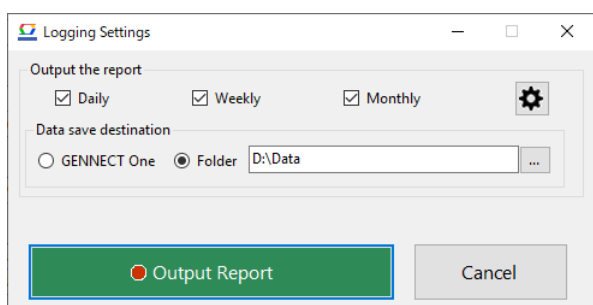 Logging Settings
Output the report
Daily Weekly Monthly
Data save destination
GENNECT One Folder D:\Data ...
Output Report Cancel